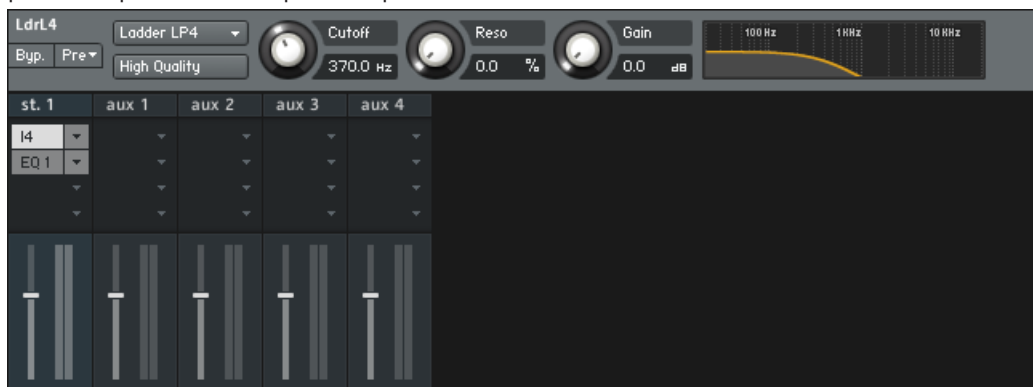 LdrL4
Byp. Pre
Ladder LP4
High Quality
Cutoff
370.0 Hz
Reso
0.0 %
Gain
0.0 dB
100 Hz 1 KHz 10 KHz
st. 1 aux 1 aux 2 aux 3 aux 4
l4
EQ 1